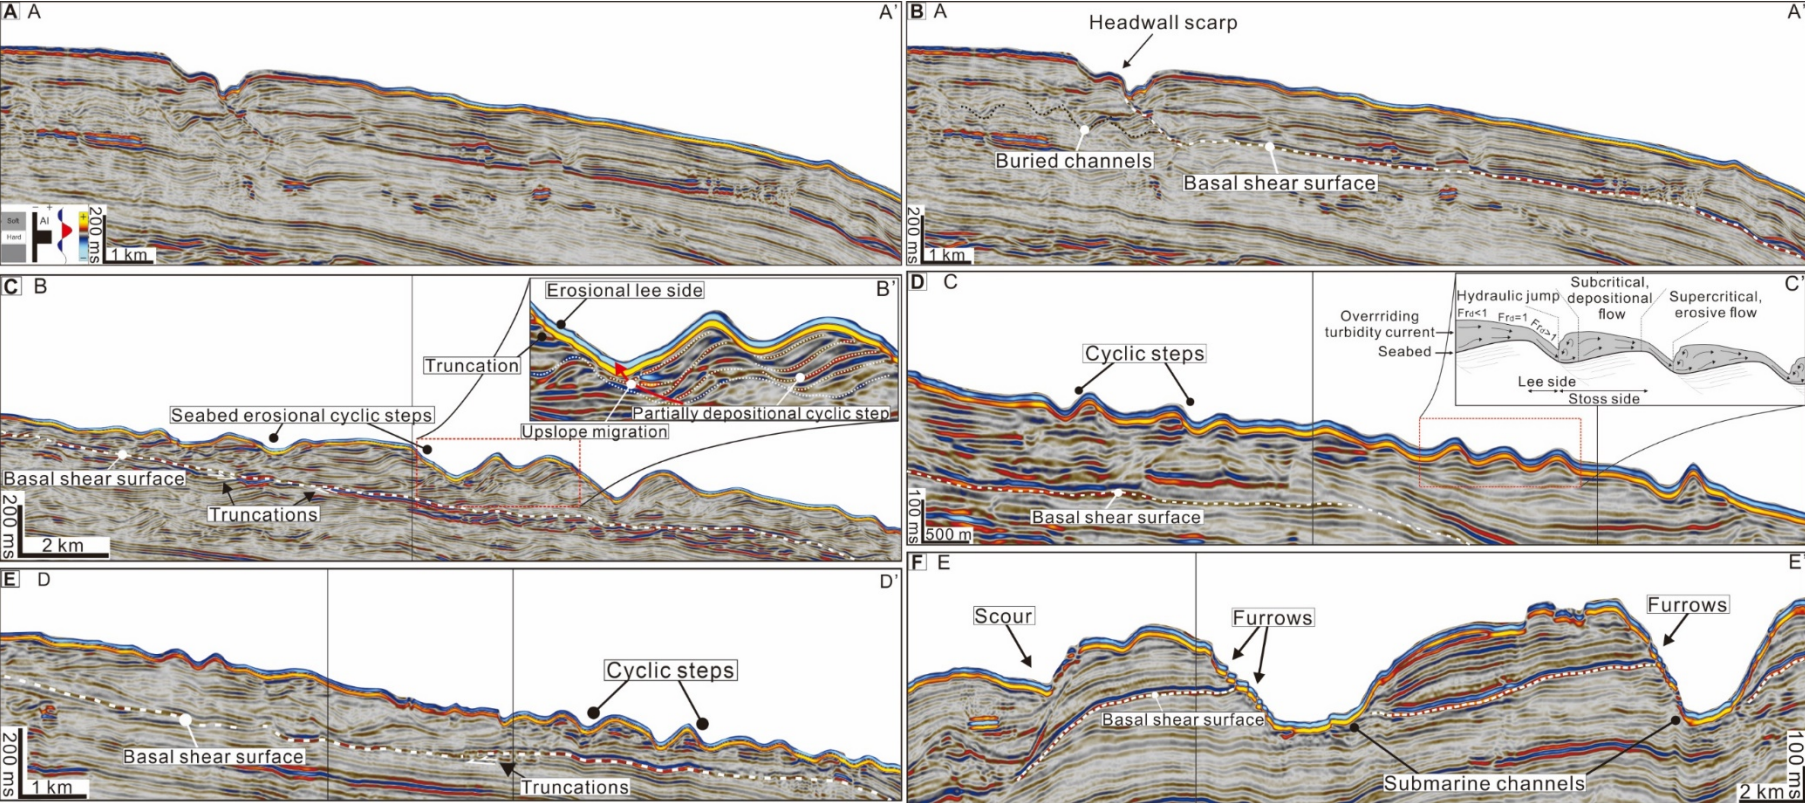 A A A'
- +
Soft
AI
Hard
+
-
200 ms
1 km
B A A'
Headwall scarp
Buried channels
Basal shear surface
200 ms
1 km
C B B'
Erosional lee side
Truncation
Partially depositional cyclic step
Upslope migration
Seabed erosional cyclic steps
Basal shear surface
Truncations
200 ms
2 km
D C C'
Hydraulic jump
Subcritical,
depositional
flow
Supercritical,
erosive flow
Overrriding
turbidity current
Seabed
Frd<1
Frd=1
Frd>1
Lee side
Stoss side
Cyclic steps
Basal shear surface
100 ms
500 m
E D D'
Cyclic steps
Basal shear surface
Truncations
200 ms
1 km
F E E'
Scour
Furrows
Furrows
Basal shear surface
Submarine channels
100 ms
2 km